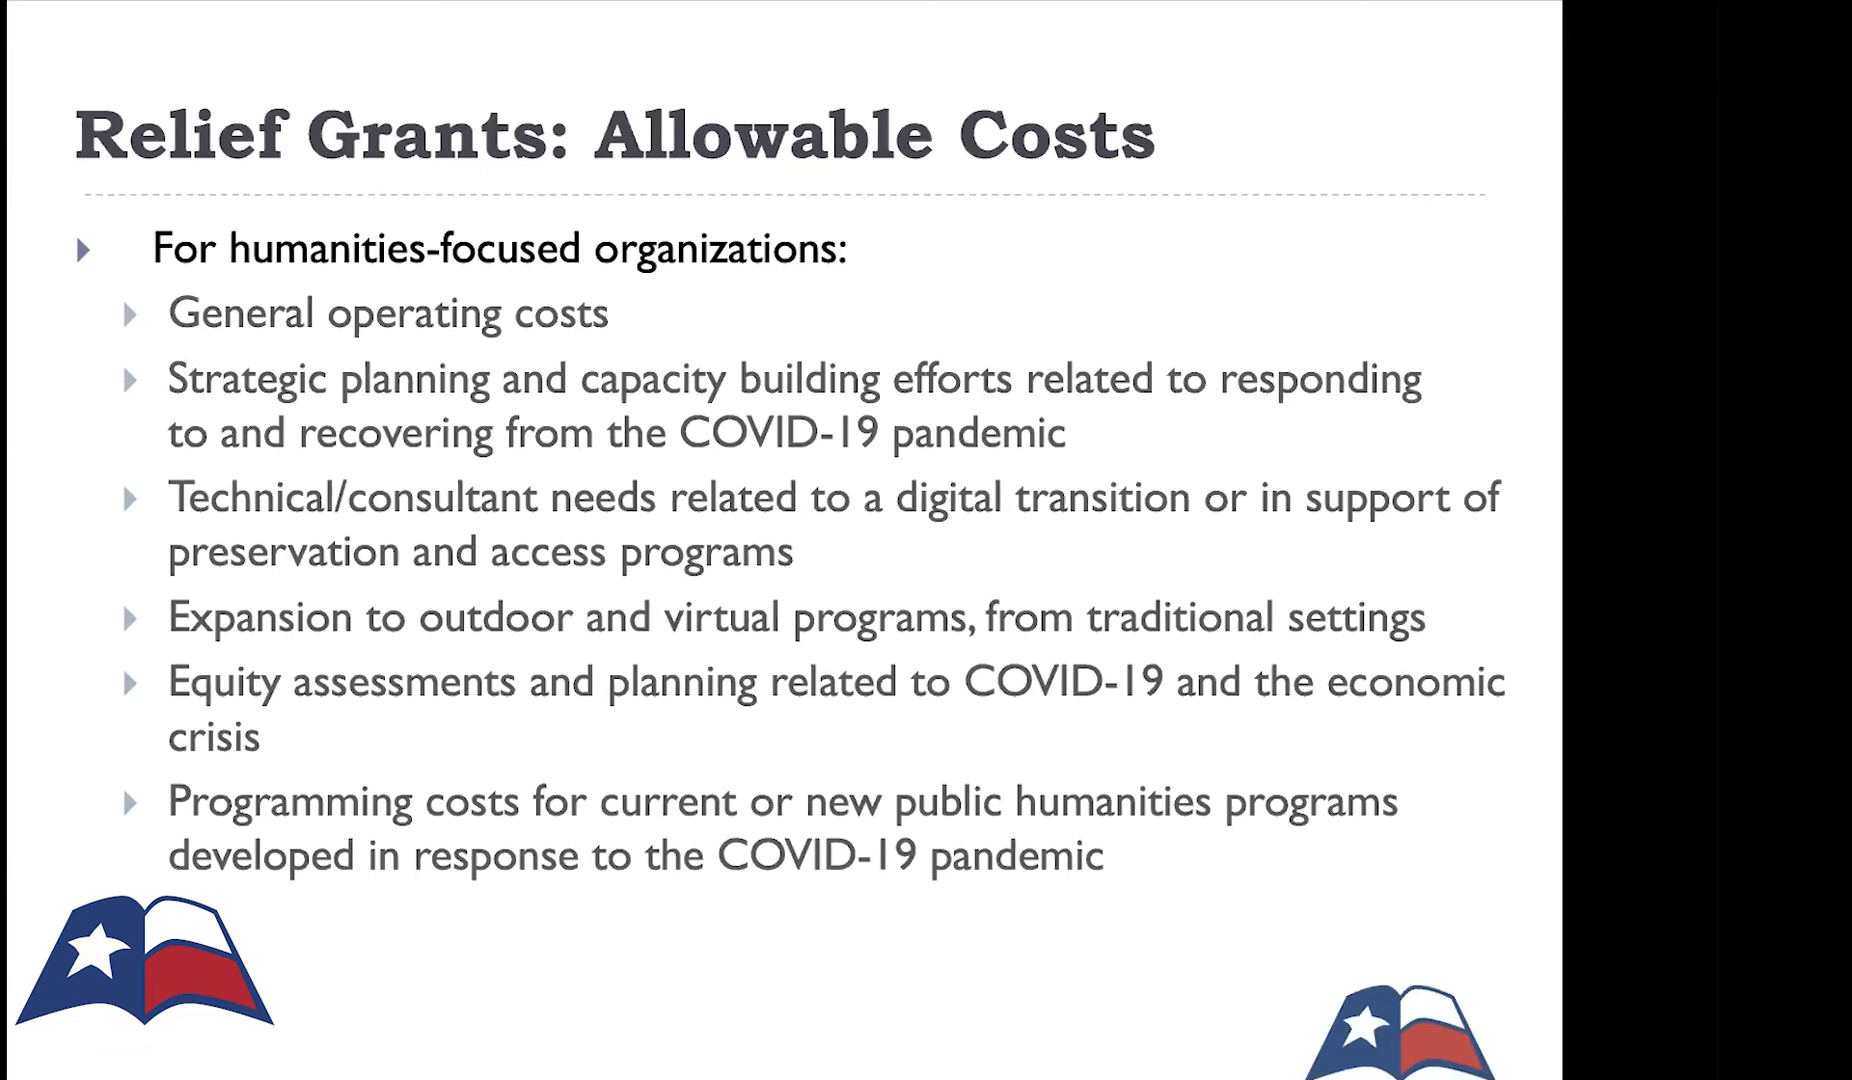 Relief Grants: Allowable Costs
For humanities-focused organizations:
General operating costs
Strategic planning and capacity building efforts related to responding
to and recovering from the COVID-19 pandemic
Technical/consultant needs related to a digital transition or in support of
preservation and access programs
Expansion to outdoor and virtual programs, from traditional settings
Equity assessments and planning related to COVID-19 and the economic
crisis
Programming costs for current or new public humanities programs
developed in response to the COVID-19 pandemic